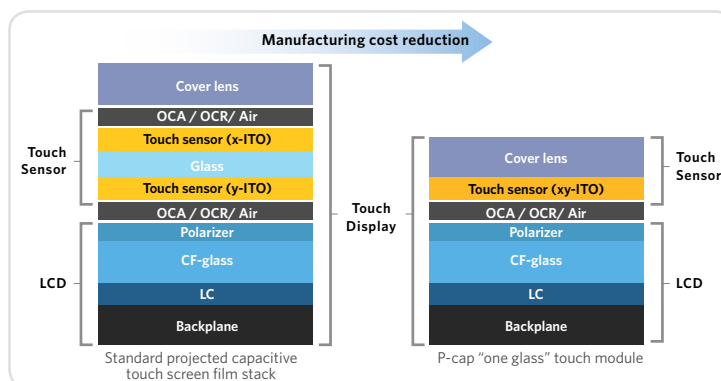 Manufacturing cost reduction
Cover lens
OCA / OCR/ Air
Touch sensor (x-ITO)
Glass
Touch sensor (y-ITO)
OCA / OCR/ Air
Polarizer
CF-glass
LC
Backplane
Touch
Sensor
LCD
Standard projected capacitive
touch screen film stack
Touch
Display
Cover lens
Touch sensor (xy-ITO)
OCA / OCR/ Air
Polarizer
CF-glass
LC
Backplane
Touch
Sensor
LCD
P-cap “one glass” touch module